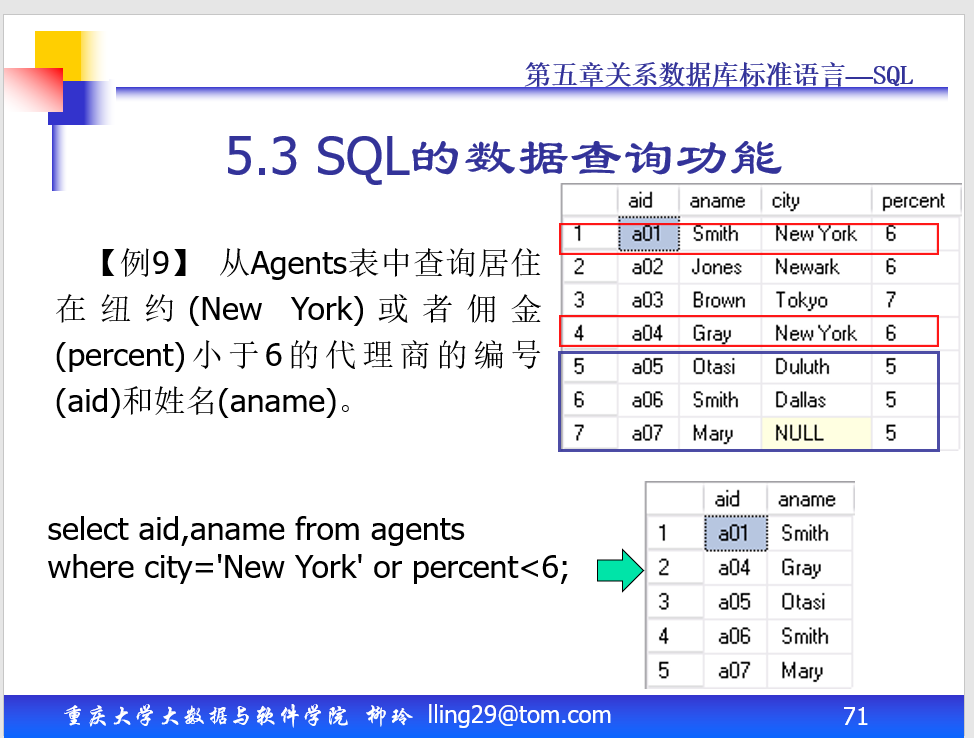 第五章关系数据库标准语言—SQL
5.3 SQL的数据查询功能
【例9】 从Agents表中查询居住
在纽约(New York)或者佣金
(percent)小于6的代理商的编号
(aid)和姓名(aname)。
aid aname city percent
1 a01 Smith New York 6
2 a02 Jones Newark 6
3 a03 Brown Tokyo 7
4 a04 Gray New York 6
5 a05 Otasi Duluth 5
6 a06 Smith Dallas 5
7 a07 Mary NULL 5
select aid,aname from agents
where city='New York' or percent<6;
aid aname
1 a01 Smith
2 a04 Gray
3 a05 Otasi
4 a06 Smith
5 a07 Mary
重庆大学大数据与软件学院 柳玲 lling29@tom.com 71